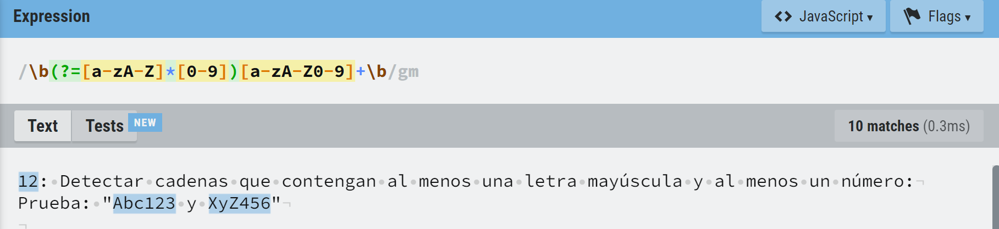 Expression
<> JavaScript ▾
Flags ▾
/\b(?=[a-zA-Z]*[0-9])[a-zA-Z0-9]+\b/gm
Text
Tests
NEW
10 matches (0.3ms)
12:•Detectar•cadenas•que•contengan•al•menos•una•letra•mayúscula•y•al•menos•un•número:¬
Prueba:•"Abc123•y•XyZ456"¬
¬